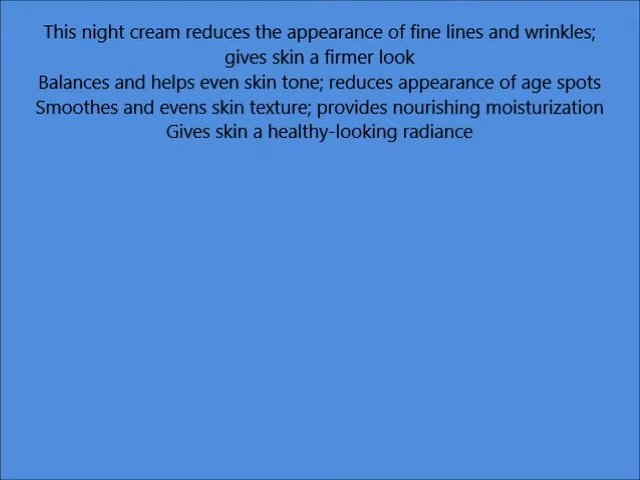 This night cream reduces the appearance of fine lines and wrinkles;
gives skin a firmer look
Balances and helps even skin tone; reduces appearance of age spots
Smoothes and evens skin texture; provides nourishing moisturization
Gives skin a healthy-looking radiance